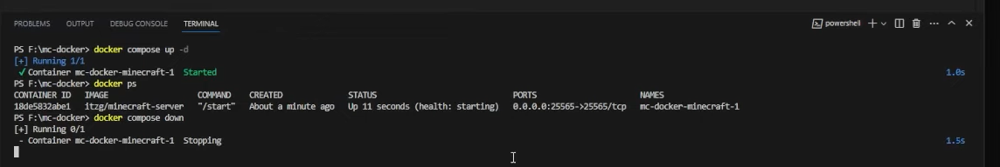 PROBLEMS OUTPUT DEBUG CONSOLE TERMINAL powershell
PS F:\mc-docker> docker compose up -d
[+] Running 1/1
✓ Container mc-docker-minecraft-1 Started 1.0s
PS F:\mc-docker> docker ps
CONTAINER ID IMAGE COMMAND CREATED STATUS PORTS NAMES
18de5832abe1 itzg/minecraft-server "/start" About a minute ago Up 11 seconds (health: starting) 0.0.0.0:25565->25565/tcp mc-docker-minecraft-1
PS F:\mc-docker> docker compose down
[+] Running 0/1
- Container mc-docker-minecraft-1 Stopping 1.5s